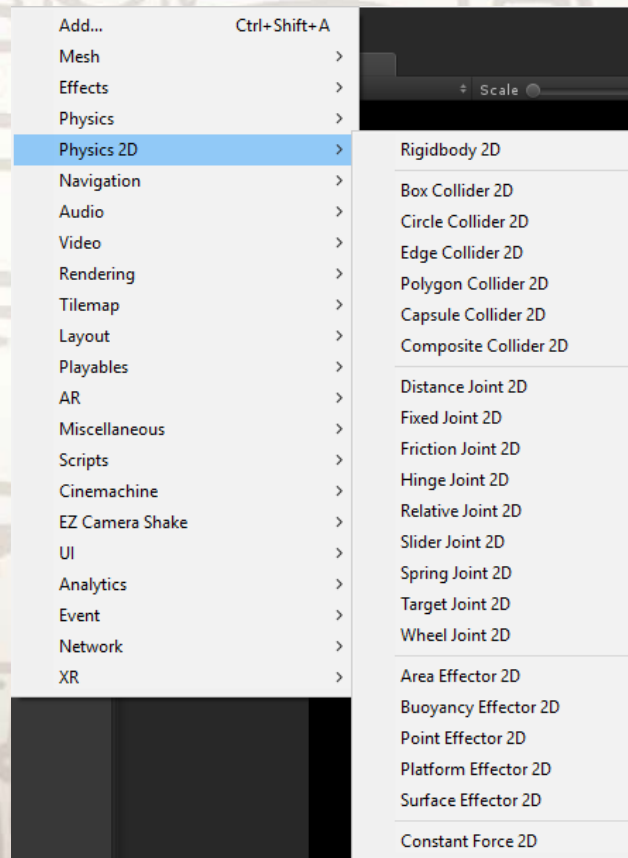 Add... Ctrl+Shift+A
Mesh
Effects
Physics
Physics 2D
Navigation
Audio
Video
Rendering
Tilemap
Layout
Playables
AR
Miscellaneous
Scripts
Cinemachine
EZ Camera Shake
UI
Analytics
Event
Network
XR
Scale
Rigidbody 2D
Box Collider 2D
Circle Collider 2D
Edge Collider 2D
Polygon Collider 2D
Capsule Collider 2D
Composite Collider 2D
Distance Joint 2D
Fixed Joint 2D
Friction Joint 2D
Hinge Joint 2D
Relative Joint 2D
Slider Joint 2D
Spring Joint 2D
Target Joint 2D
Wheel Joint 2D
Area Effector 2D
Buoyancy Effector 2D
Point Effector 2D
Platform Effector 2D
Surface Effector 2D
Constant Force 2D